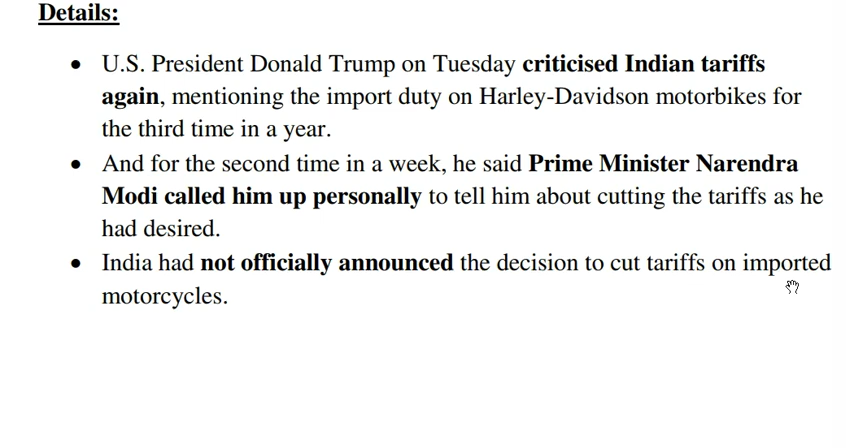 Details:
• U.S. President Donald Trump on Tuesday criticised Indian tariffs
again, mentioning the import duty on Harley-Davidson motorbikes for
the third time in a year.
• And for the second time in a week, he said Prime Minister Narendra
Modi called him up personally to tell him about cutting the tariffs as he
had desired.
• India had not officially announced the decision to cut tariffs on imported
motorcycles.